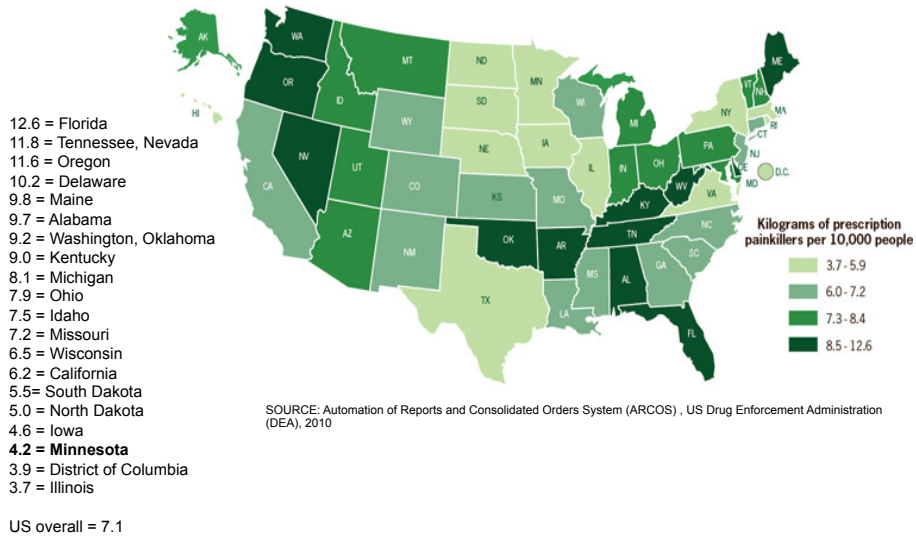 AK
WA
ME
MT
ND
MN
VT
NH
OR
ID
WI
NY
MA
HI
SD
MI
RI
WY
CT
IA
PA
NE
NJ
12.6 = Florida
NV
IL
IN
OH
DE
D.C.
11.8 = Tennessee, Nevada
UT
MD
11.6 = Oregon
CA
CO
WV
VA
10.2 = Delaware
KS
MO
KY
9.8 = Maine
NC
Kilograms of prescription
9.7 = Alabama
TN
painkillers per 10,000 people
9.2 = Washington, Oklahoma
AZ
OK
AR
SC
9.0 = Kentucky
NM
3.7 - 5.9
8.1 = Michigan
MS
AL
GA
6.0 - 7.2
7.9 = Ohio
TX
7.5 = Idaho
LA
7.3 - 8.4
7.2 = Missouri
FL
8.5 - 12.6
6.5 = Wisconsin
6.2 = California
5.5= South Dakota
5.0 = North Dakota
4.6 = Iowa
4.2 = Minnesota
3.9 = District of Columbia
3.7 = Illinois
US overall = 7.1
SOURCE: Automation of Reports and Consolidated Orders System (ARCOS) , US Drug Enforcement Administration
(DEA), 2010